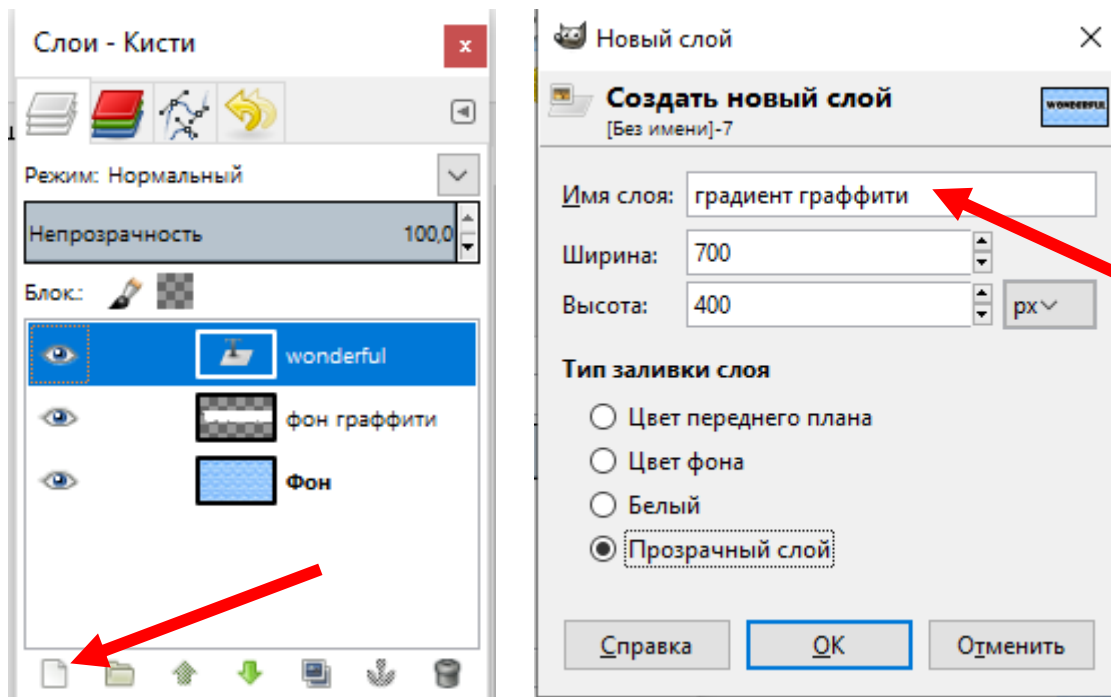 Слои - Кисти
Режим: Нормальный
Непрозрачность 100,0
Блок.:
wonderful
фон граффити
Фон
Новый слой
Создать новый слой
[Без имени]-7
WONDERFUL
Имя слоя: градиент граффити
Ширина: 700
Высота: 400 px
Тип заливки слоя
Цвет переднего плана
Цвет фона
Белый
Прозрачный слой
Справка OK Отменить